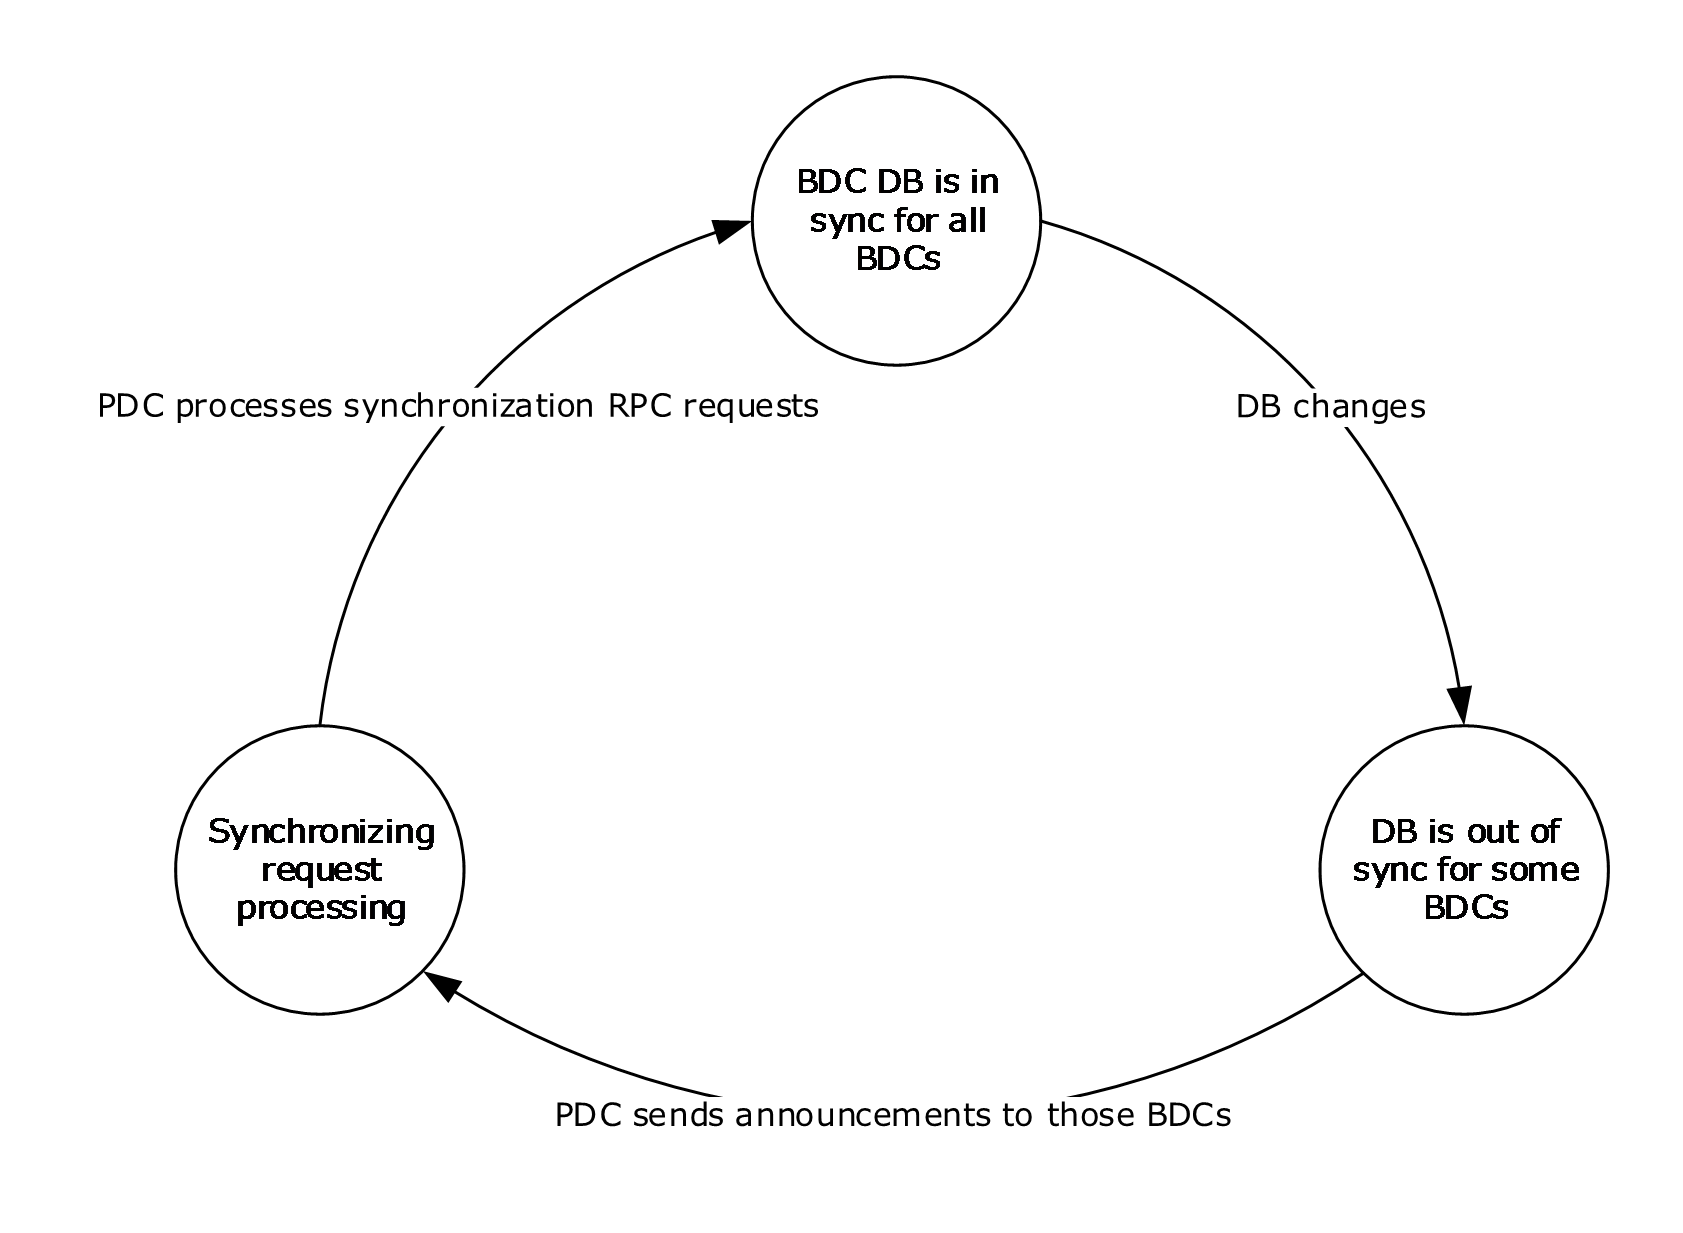 BDC DB is in
sync for all
BDCs
PDC processes synchronization RPC requests
DB changes
Synchronizing
request
processing
DB is out of
sync for some
BDCs
PDC sends announcements to those BDCs